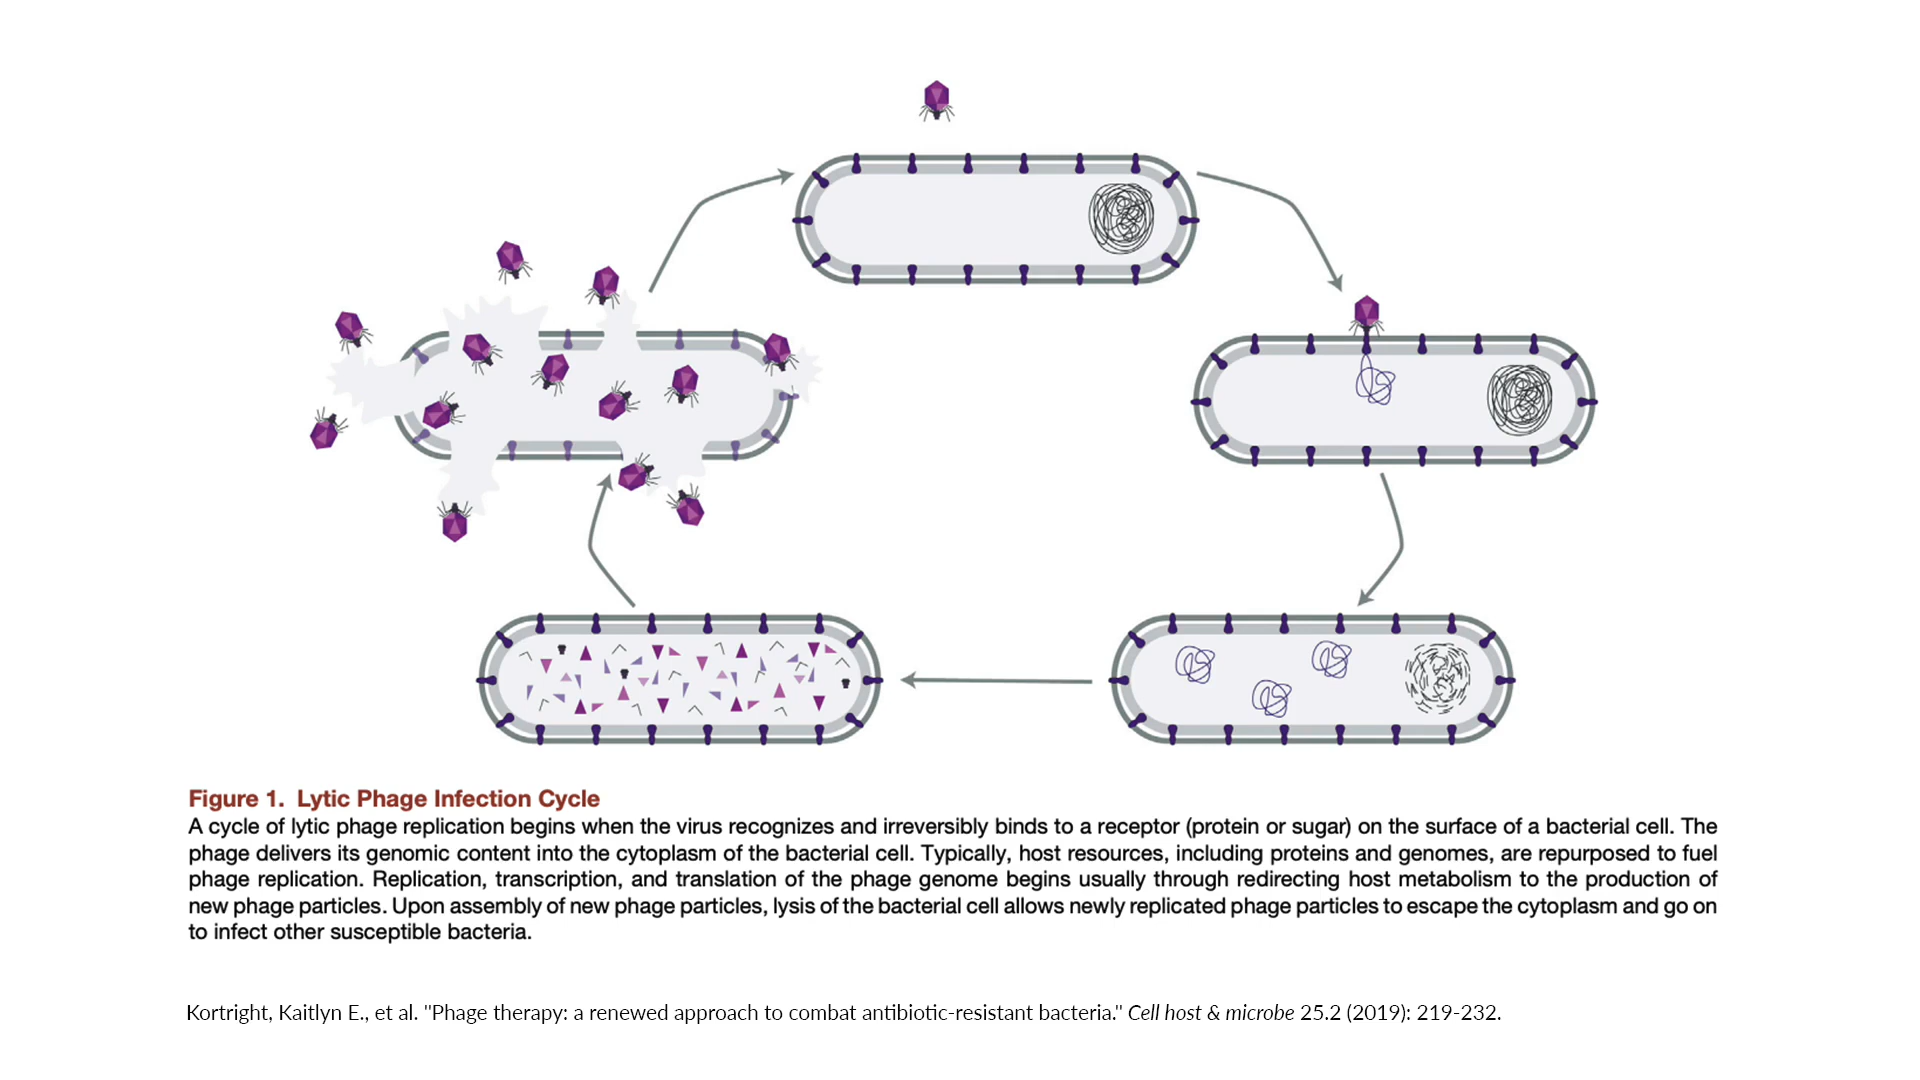 Figure 1. Lytic Phage Infection Cycle
A cycle of lytic phage replication begins when the virus recognizes and irreversibly binds to a receptor (protein or sugar) on the surface of a bacterial cell. The
phage delivers its genomic content into the cytoplasm of the bacterial cell. Typically, host resources, including proteins and genomes, are repurposed to fuel
phage replication. Replication, transcription, and translation of the phage genome begins usually through redirecting host metabolism to the production of
new phage particles. Upon assembly of new phage particles, lysis of the bacterial cell allows newly replicated phage particles to escape the cytoplasm and go on
to infect other susceptible bacteria.
Kortright, Kaitlyn E., et al. "Phage therapy: a renewed approach to combat antibiotic-resistant bacteria." Cell host & microbe 25.2 (2019): 219-232.